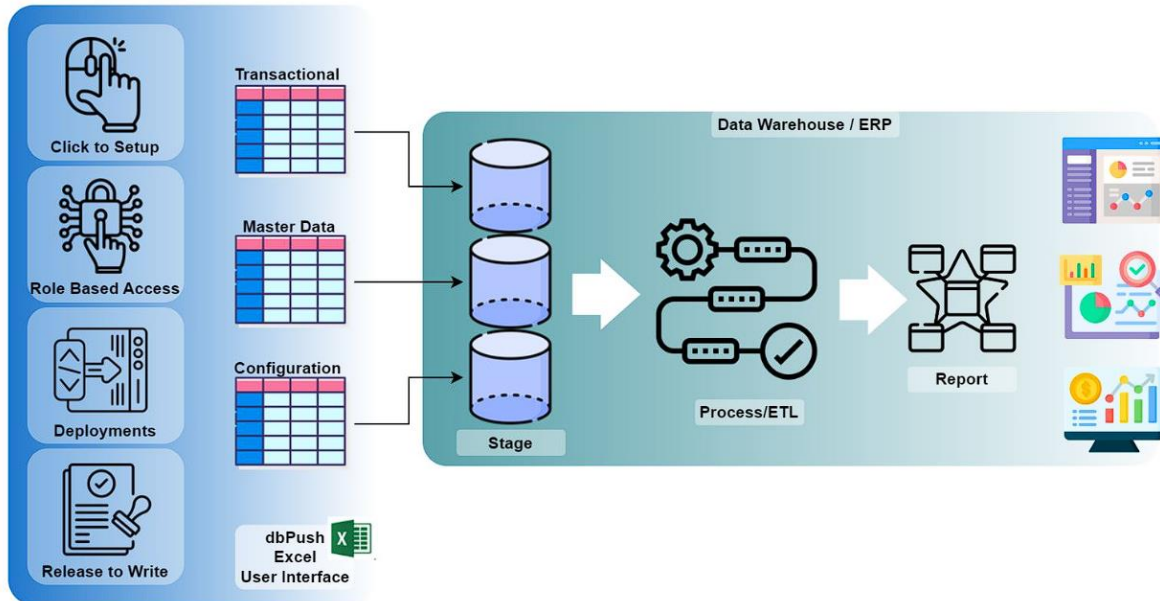 Click to Setup
Role Based Access
Deployments
Release to Write
Transactional
Master Data
Configuration
dbPush
Excel
User Interface
X
Data Warehouse / ERP
Stage
Process/ETL
Report